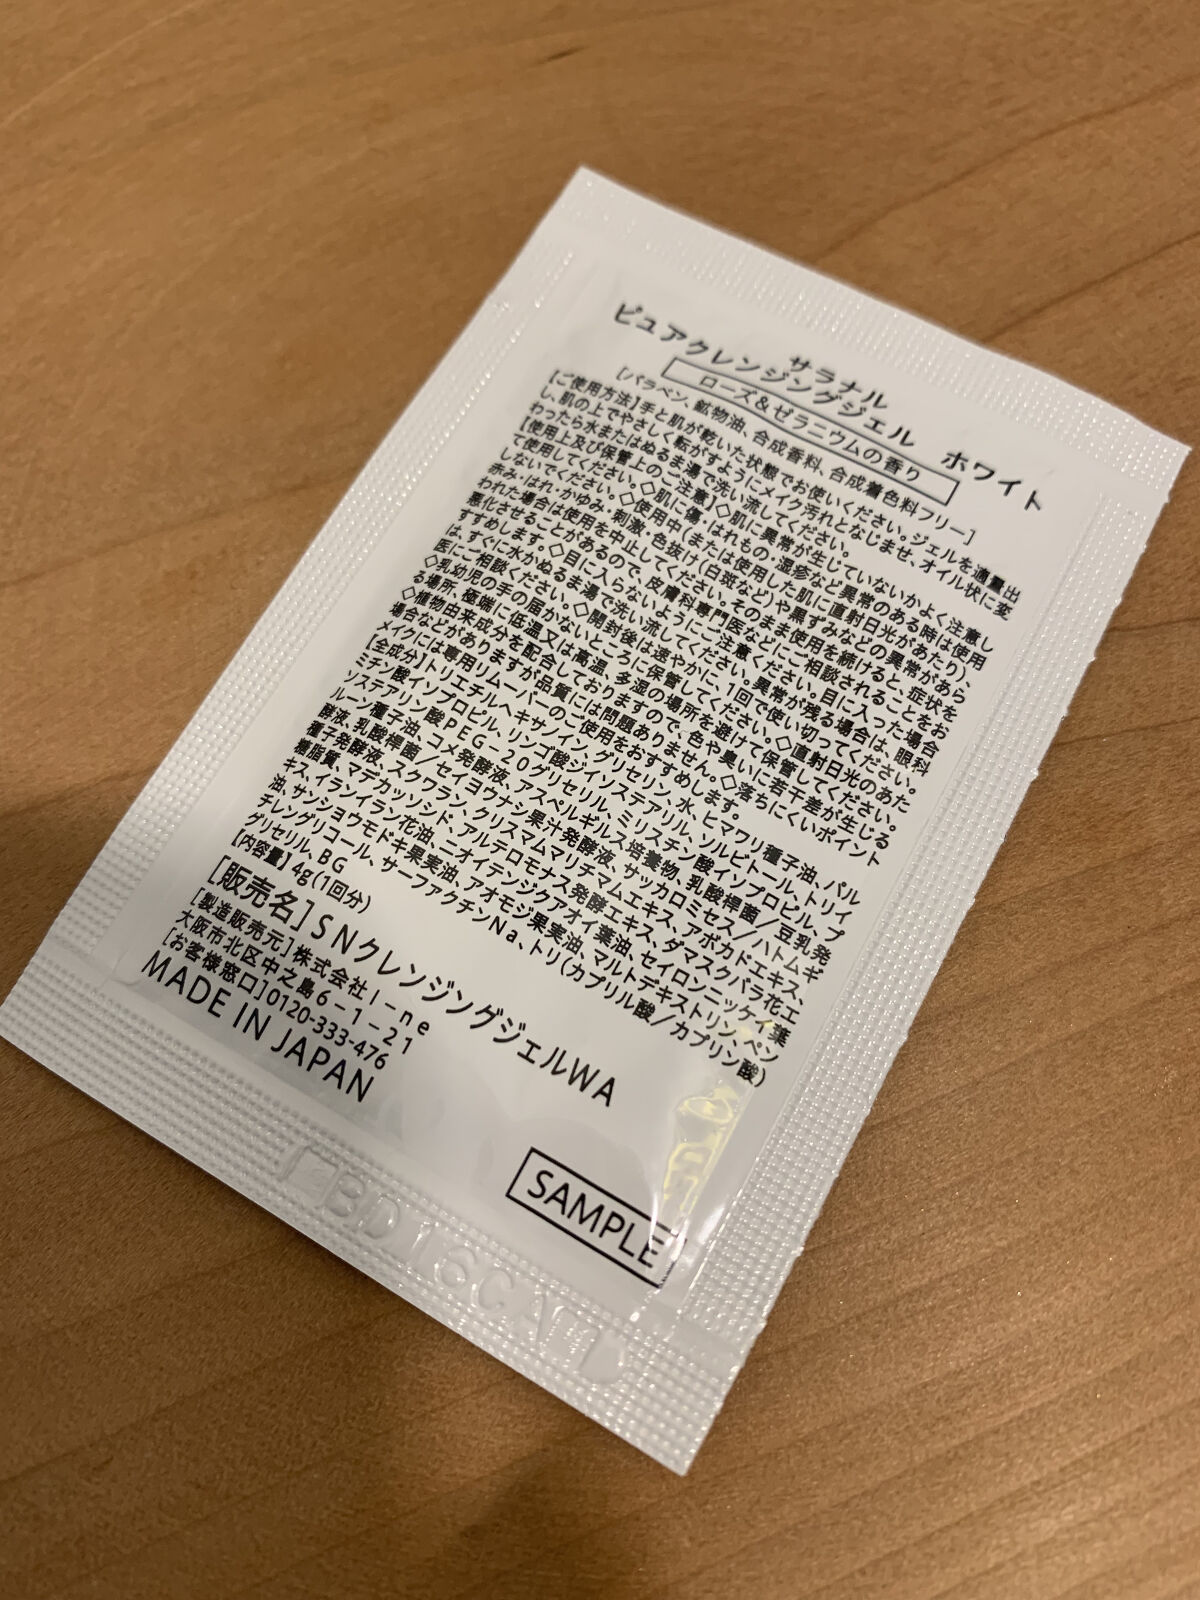 サラナル
ピュアクレンジングジェル ホワイト
ローズ&ゼラニウムの香り
[パラベン、鉱物油、合成香料、合成着色料フリー]
【ご使用方法】手と肌が乾いた状態でお使いください。ジェルを適量出
し、肌の上でやさしく転がすようにメイク汚れとなじませ、オイル状に変
わったら水またはぬるま湯で洗い流してください。
【使用上及び保管上のご注意】◇肌に異常が生じていないかよく注意し
て使用してください。◇肌に傷・はれもの・湿疹など異常のある時は使用
しないでください。◇使用中(または使用した肌に直射日光があたり)、
赤み・はれ・かゆみ・刺激・色抜け(白斑など)や黒ずみなどの異常があら
われた場合は使用を中止してください。そのまま使用を続けると、症状を
悪化させることがあるので、皮膚科専門医などにご相談されることをお
すすめします。◇目に入らないようにご注意ください。目に入った場合
は、すぐに水かぬるま湯で洗い流してください。異常が残る場合は、眼科
医にご相談ください。◇開封後は速やかに、1回で使い切ってください。
◇乳幼児の手の届かないところに保管してください。◇直射日光のあた
る場所、極端に低温又は高温、多湿の場所を避けて保管してください。
◇植物由来成分を配合しておりますので、色や臭いに若干差が生じる
場合などがありますが品質には問題ありません。◇落ちにくいポイント
メイクには専用リムーバーのご使用をおすすめします。
【全成分】トリエチルヘキサノイン、グリセリン、水、ヒマワリ種子油、パル
ミチン酸イソプロピル、リンゴ酸ジイソステアリル、ソルビトール、トリイ
ソステアリン酸PEG-20グリセリル、ミリスチン酸イソプロピル、プ
ルーン種子油、コメ発酵液、アスペルギルス培養物、乳酸桿菌/豆乳発
酵液、乳酸桿菌/セイヨウナシ果汁発酵液、サッカロミセス/ハトムギ
種子発酵液、スクワラン、クリスマムマリチマムエキス、アボカドエキス、
糖脂質、マデカッソシド、アルテロモナス発酵エキス、ダマスクバラ花エ
キス、イランイラン花油、ニオイテンジクアオイ葉油、セイロンニッケイ葉
油、サンショウモドキ果実油、アオモジ果実油、マルトデキストリン、ペン
チレングリコール、サーファクチンNa、トリ(カプリル酸/カプリン酸)
グリセリル、BG
【内容量】4g(1回分)
[販売名]SNクレンジングジェルWA
[製造販売元]株式会社I-ne
大阪市北区中之島6-1-21
[お客様窓口]0120-333-476
MADE IN JAPAN
SAMPLE